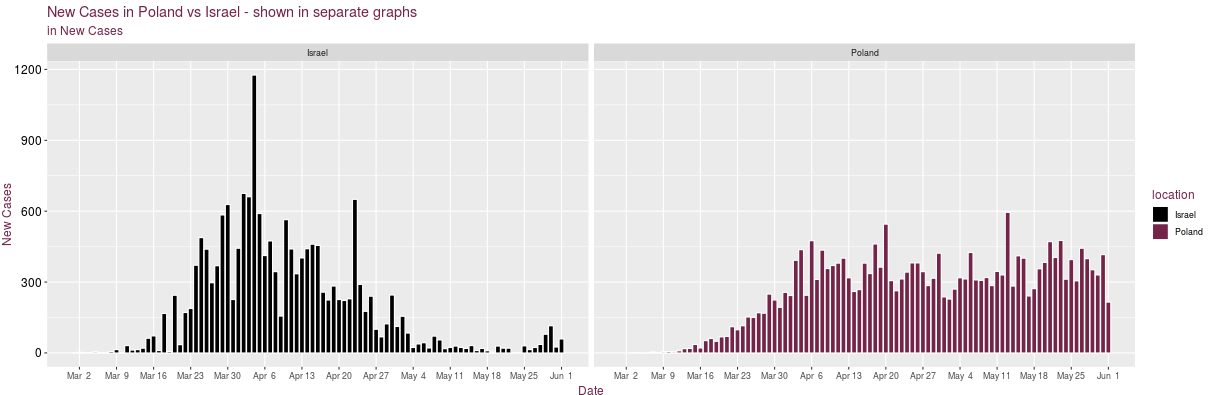 New Cases in Poland vs Israel - shown in separate graphs
in New Cases
Israel
Poland
1200
900
600
300
0
New Cases
Mar 2 Mar 9 Mar 16 Mar 23 Mar 30 Apr 6 Apr 13 Apr 20 Apr 27 May 4 May 11 May 18 May 25 Jun 1
Mar 2 Mar 9 Mar 16 Mar 23 Mar 30 Apr 6 Apr 13 Apr 20 Apr 27 May 4 May 11 May 18 May 25 Jun 1
Date
location
Israel
Poland